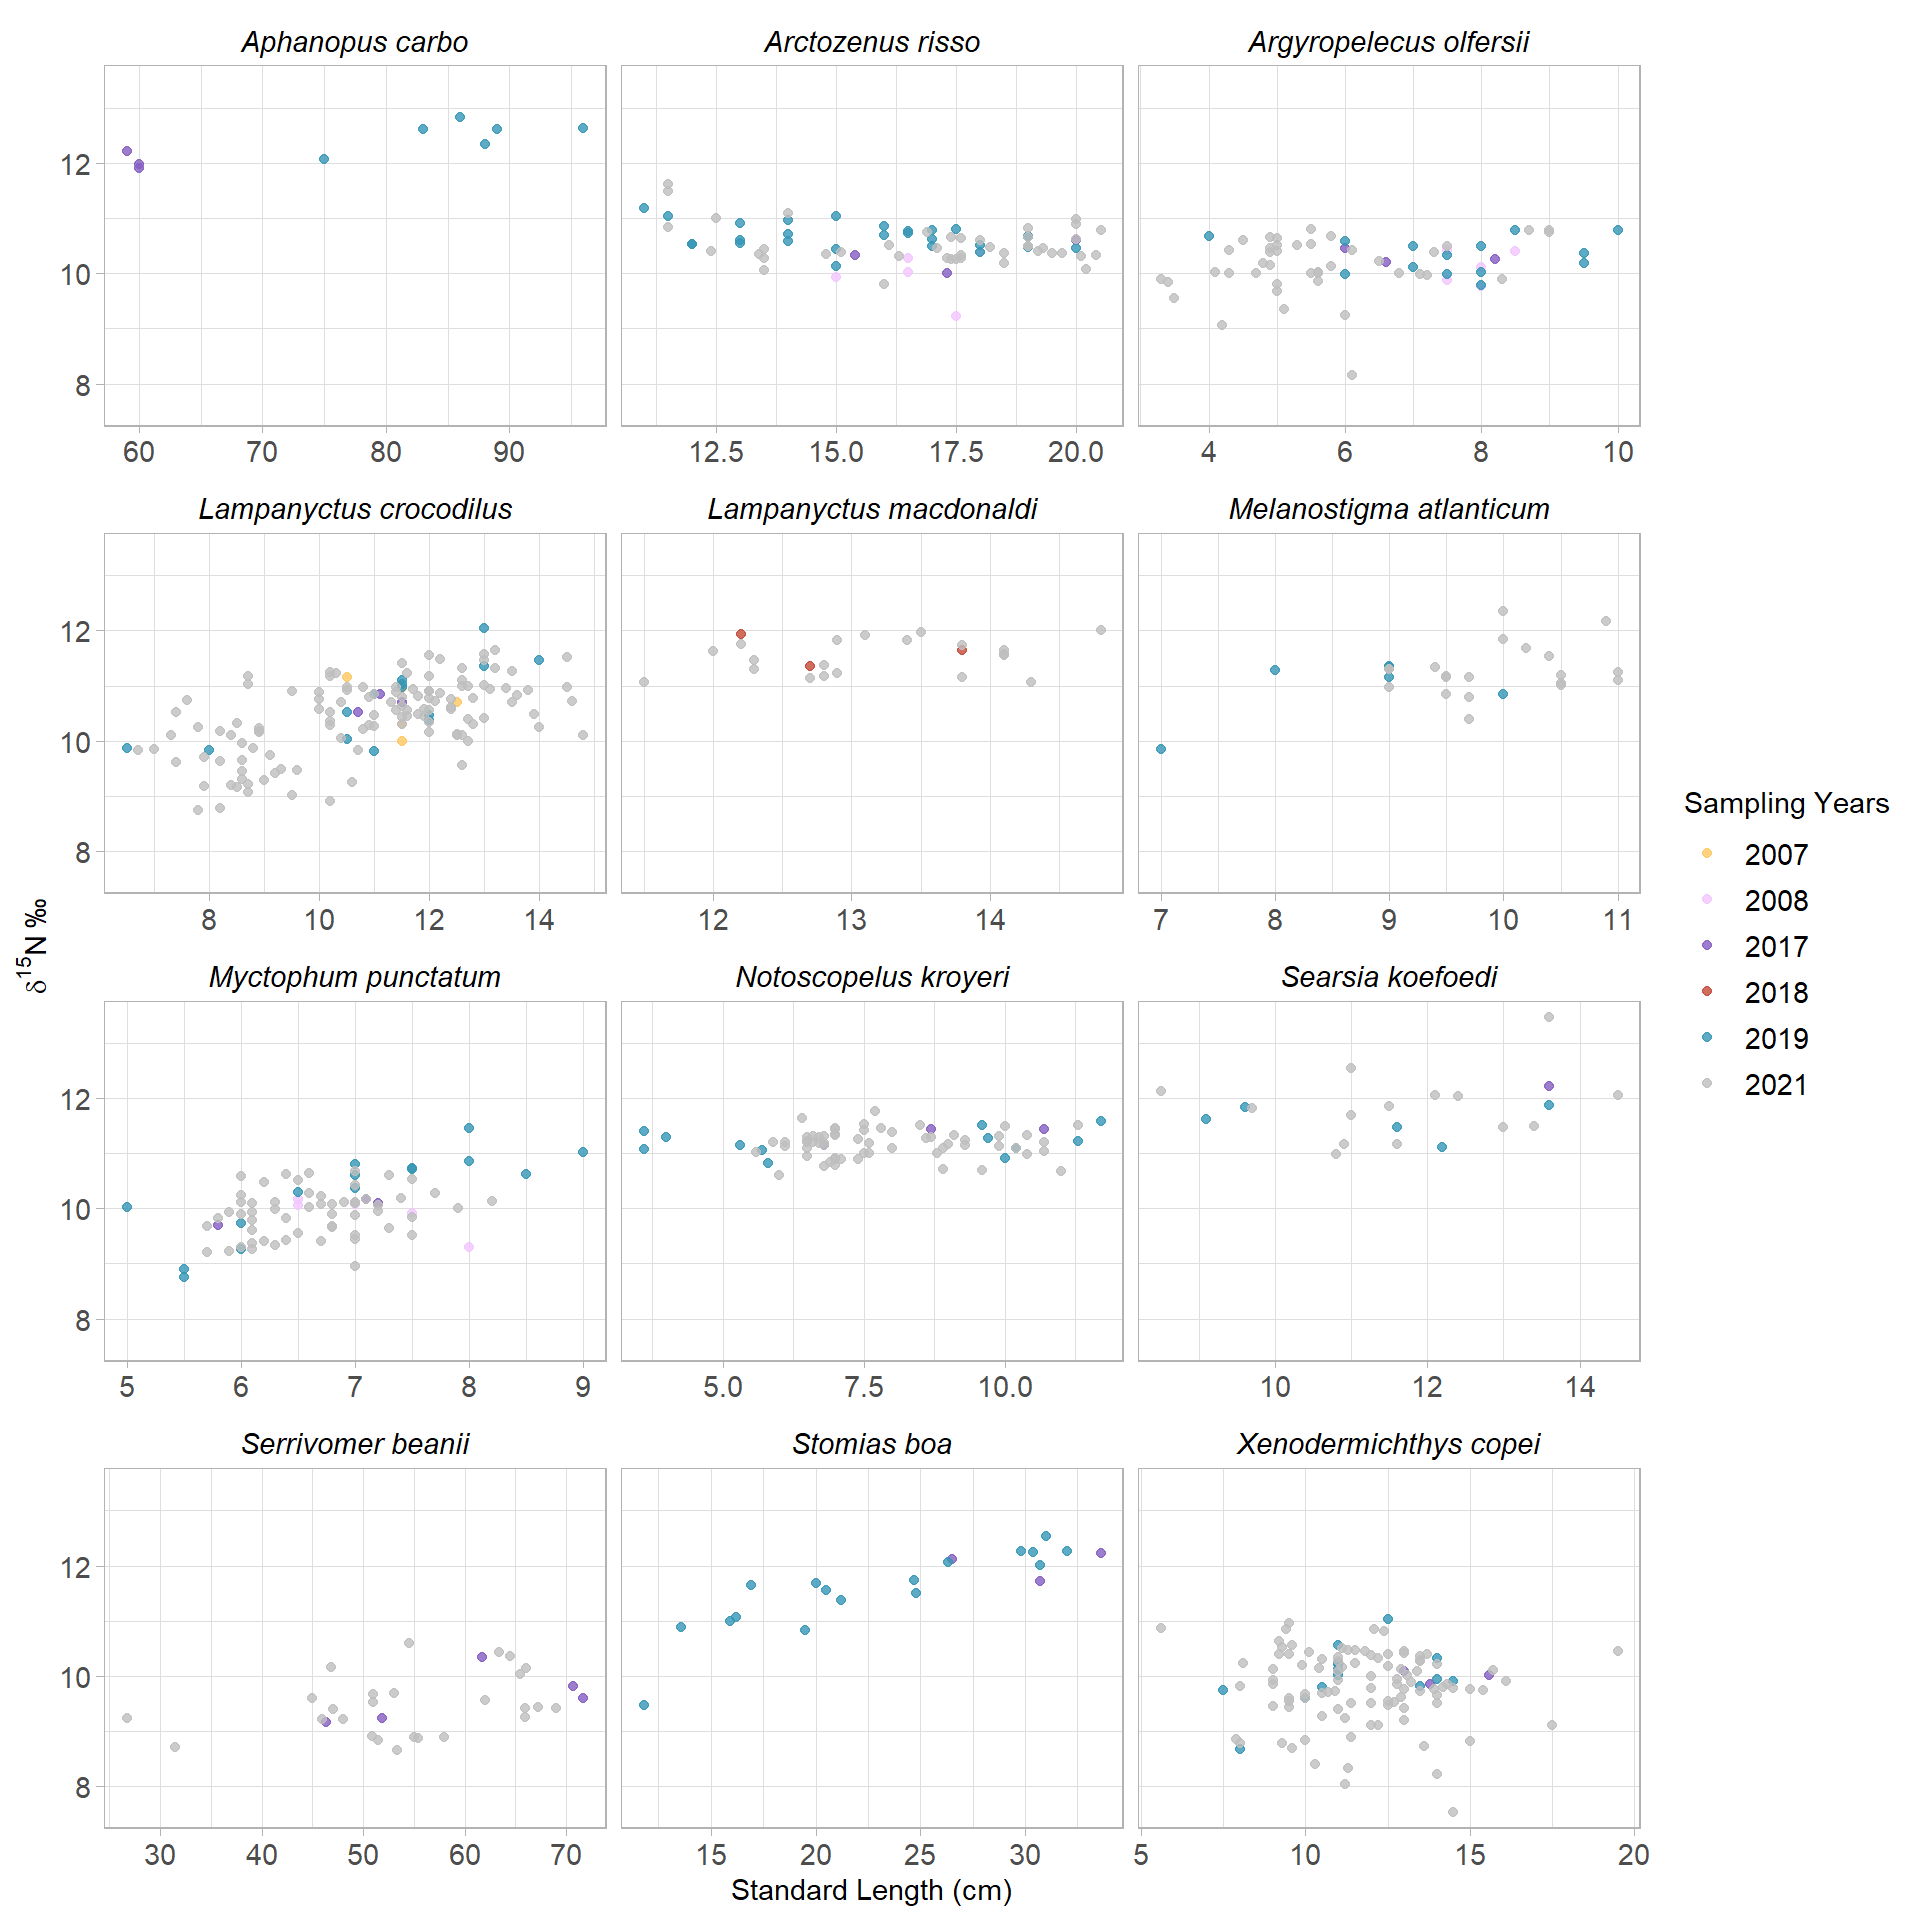 Aphanopus carbo Arctozenus risso Argyropelecus olfersii
12
10
8
60 70 80 90 12.5 15.0 17.5 20.0 4 6 8 10
Lampanyctus crocodilus Lampanyctus macdonaldi Melanostigma atlanticum
12
10
8
8 10 12 14 12 13 14 7 8 9 10 11
Myctophum punctatum Notoscopelus kroyeri Searsia koefoedi
12
10
8
5 6 7 8 9 5.0 7.5 10.0 10 12 14
Serrivomer beanii Stomias boa Xenodermichthys copei
12
10
8
30 40 50 60 70 15 20 25 30 5 10 15 20
Standard Length (cm)
δ¹⁵N ‰
Sampling Years
2007
2008
2017
2018
2019
2021